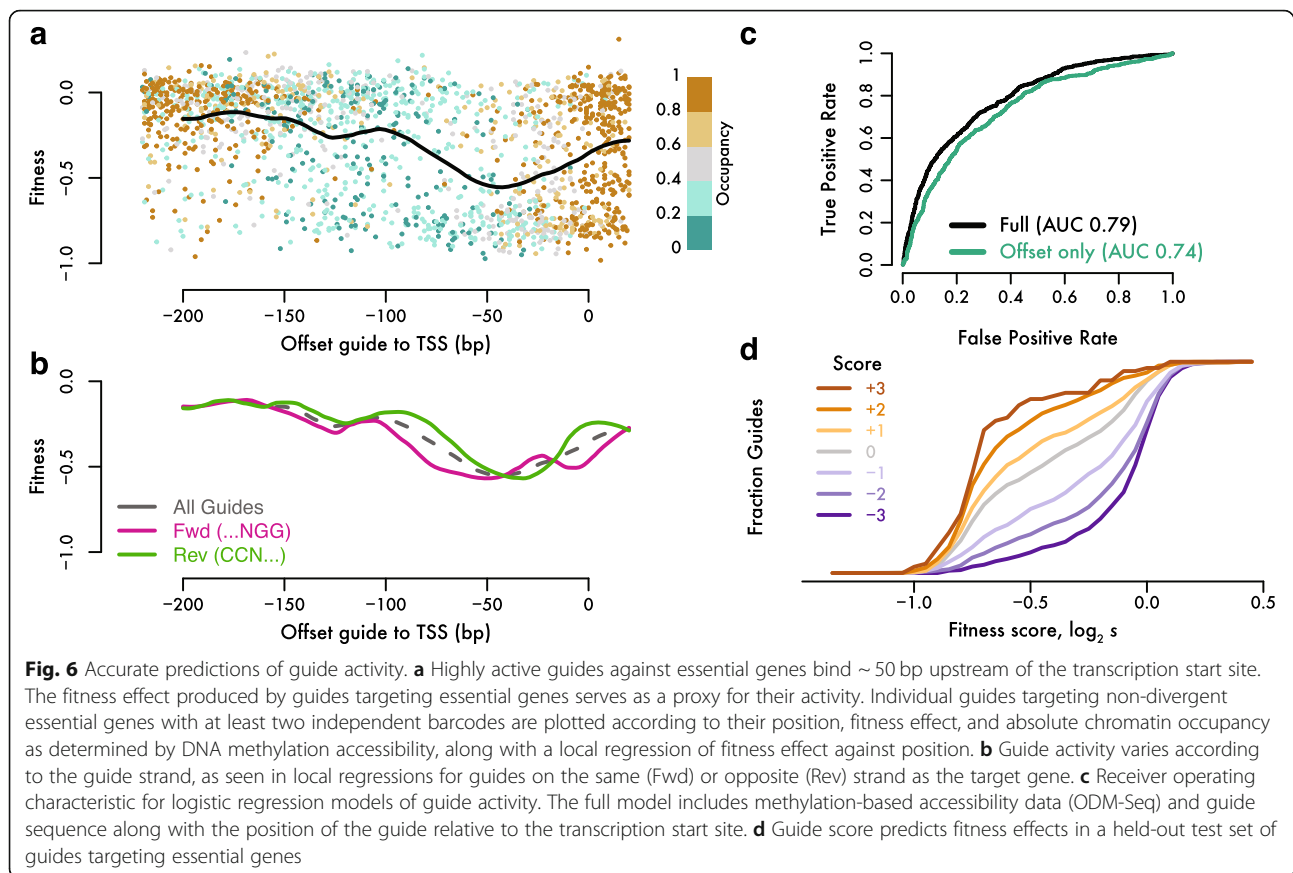 a
0.0
−0.5
−1.0
Fitness
−200
−150
−100
−50
0
Offset guide to TSS (bp)
1
0.8
0.6
0.4
0.2
0
Occupancy
b
0.0
−0.5
−1.0
Fitness
All Guides
Fwd (...NGG)
Rev (CCN...)
−200
−150
−100
−50
0
Offset guide to TSS (bp)
c
1.0
0.8
0.6
0.4
0.2
0.0
True Positive Rate
Full (AUC 0.79)
Offset only (AUC 0.74)
0.0
0.2
0.4
0.6
0.8
1.0
False Positive Rate
d
Score
+3
+2
+1
0
−1
−2
−3
Fraction Guides
−1.0
−0.5
0.0
0.5
Fitness score, log2 s
Fig. 6 Accurate predictions of guide activity. a Highly active guides against essential genes bind ~ 50 bp upstream of the transcription start site.
The fitness effect produced by guides targeting essential genes serves as a proxy for their activity. Individual guides targeting non-divergent
essential genes with at least two independent barcodes are plotted according to their position, fitness effect, and absolute chromatin occupancy
as determined by DNA methylation accessibility, along with a local regression of fitness effect against position. b Guide activity varies according
to the guide strand, as seen in local regressions for guides on the same (Fwd) or opposite (Rev) strand as the target gene. c Receiver operating
characteristic for logistic regression models of guide activity. The full model includes methylation-based accessibility data (ODM-Seq) and guide
sequence along with the position of the guide relative to the transcription start site. d Guide score predicts fitness effects in a held-out test set of
guides targeting essential genes